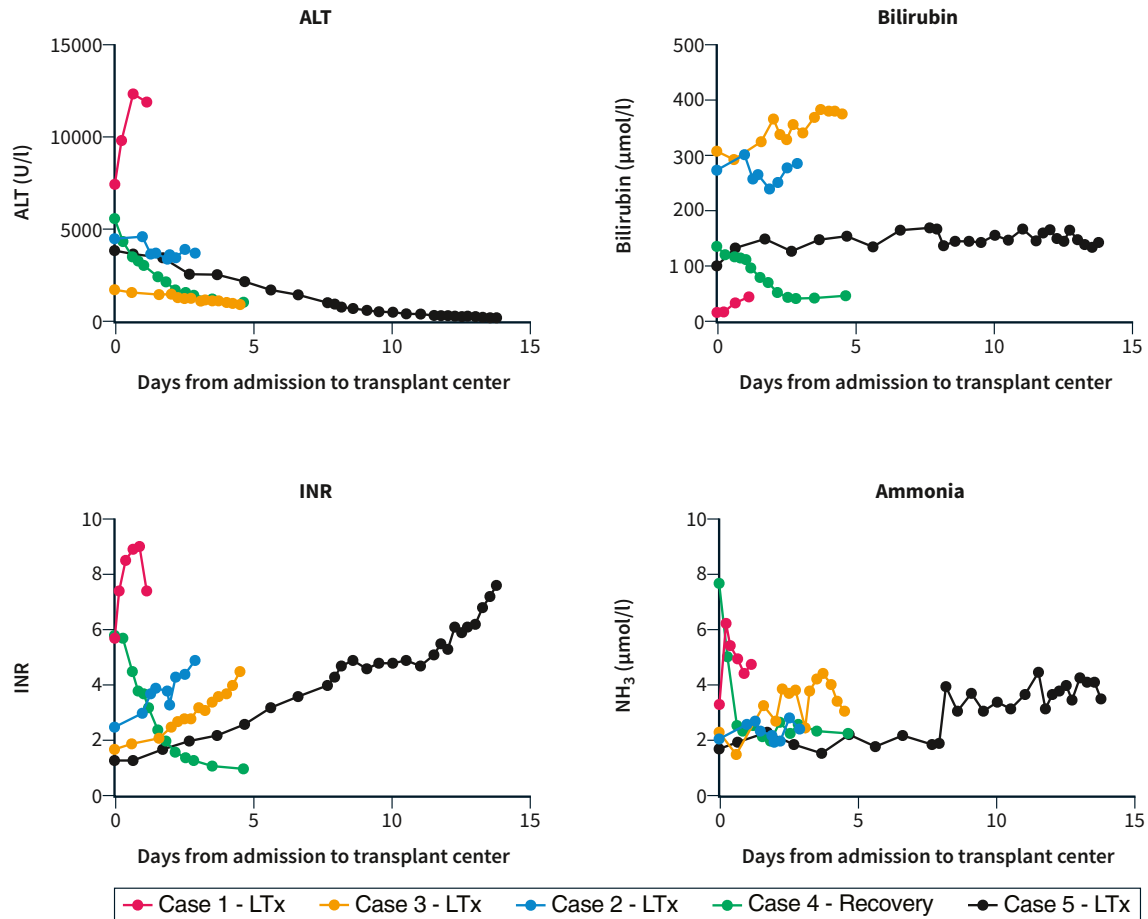 ALT
15000
10000
5000
0
ALT (U/l)
0 5 10 15
Days from admission to transplant center
Bilirubin
500
400
300
200
100
0
Bilirubin (μmol/l)
0 5 10 15
Days from admission to transplant center
INR
10
8
6
4
2
0
INR
0 5 10 15
Days from admission to transplant center
Ammonia
10
8
6
4
2
0
NH₃ (μmol/l)
0 5 10 15
Days from admission to transplant center
Case 1 - LTx Case 3 - LTx Case 2 - LTx Case 4 - Recovery Case 5 - LTx